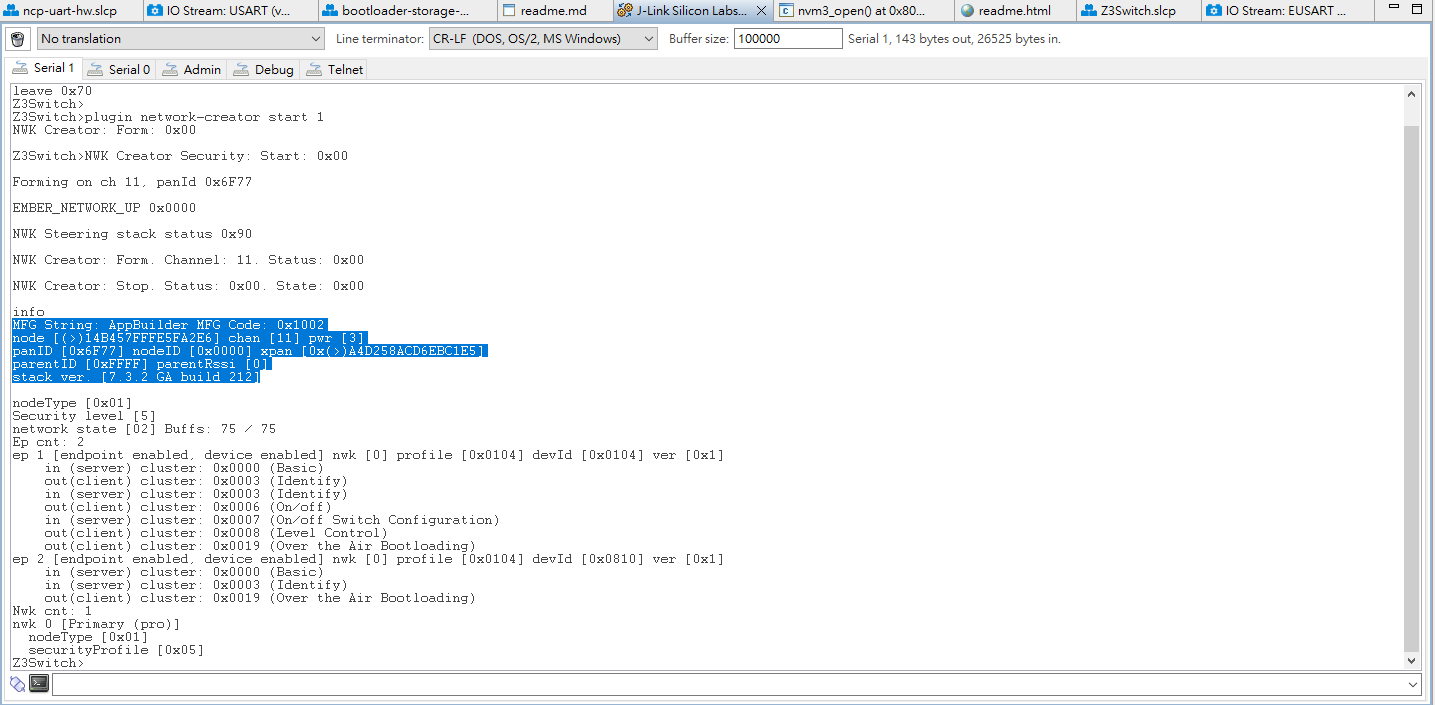 ncp-uart-hw.slcp IO Stream: USART (v... bootloader-storage-... readme.md J-Link Silicon Labs... nvm3_open() at 0x80... readme.html Z3Switch.slcp IO Stream: EUSART ...
No translation Line terminator: CR-LF (DOS, OS/2, MS Windows) Buffer size: 100000 Serial 1, 143 bytes out, 26525 bytes in.
Serial 1 Serial 0 Admin Debug Telnet
leave 0x70
Z3Switch>
Z3Switch>plugin network-creator start 1
NWK Creator: Form: 0x00
Z3Switch>NWK Creator Security: Start: 0x00
Forming on ch 11, panId 0x6F77
EMBER_NETWORK_UP 0x0000
NWK Steering stack status 0x90
NWK Creator: Form. Channel: 11. Status: 0x00
NWK Creator: Stop. Status: 0x00. State: 0x00
info
MFG String: AppBuilder MFG Code: 0x1002
node [(>)14B457FFFE5FA2E6] chan [11] pwr [3]
panID [0x6F77] nodeID [0x0000] xpan [0x(>)A4D258ACD6EBC1E5]
parentID [0xFFFF] parentRssi [0]
stack ver. [7.3.2 GA build 212]
nodeType [0x01]
Security level [5]
network state [02] Buffs: 75 / 75
Ep cnt: 2
ep 1 [endpoint enabled, device enabled] nwk [0] profile [0x0104] devId [0x0104] ver [0x1]
in (server) cluster: 0x0000 (Basic)
out(client) cluster: 0x0003 (Identify)
in (server) cluster: 0x0003 (Identify)
out(client) cluster: 0x0006 (On/off)
in (server) cluster: 0x0007 (On/off Switch Configuration)
out(client) cluster: 0x0008 (Level Control)
out(client) cluster: 0x0019 (Over the Air Bootloading)
ep 2 [endpoint enabled, device enabled] nwk [0] profile [0x0104] devId [0x0810] ver [0x1]
in (server) cluster: 0x0000 (Basic)
in (server) cluster: 0x0003 (Identify)
out(client) cluster: 0x0019 (Over the Air Bootloading)
Nwk cnt: 1
nwk 0 [Primary (pro)]
nodeType [0x01]
securityProfile [0x05]
Z3Switch>